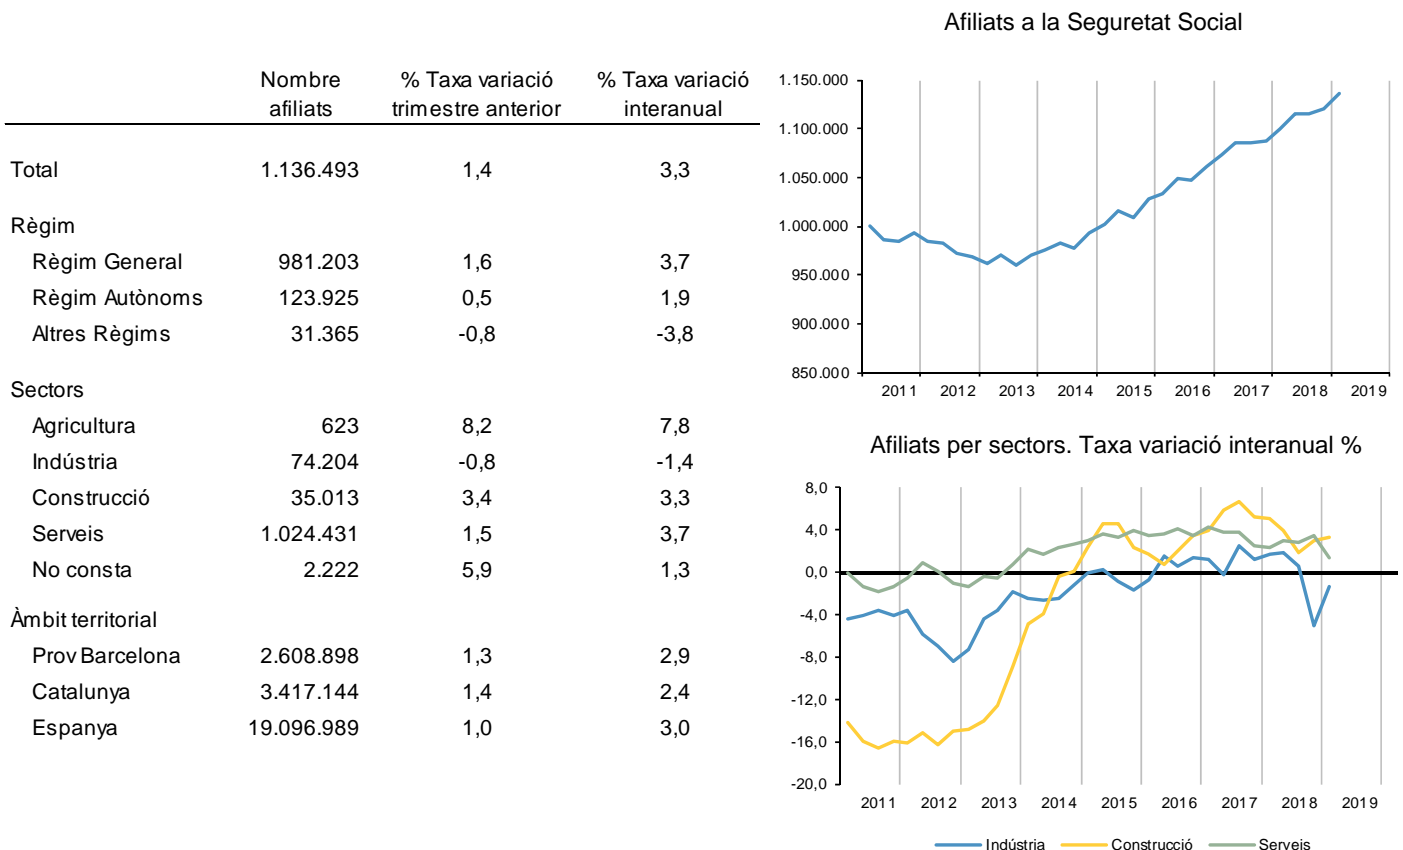 Nombre afiliats % Taxa variació trimestre anterior % Taxa variació interanual
Total 1.136.493 1,4 3,3
Règim
Règim General 981.203 1,6 3,7
Règim Autònoms 123.925 0,5 1,9
Altres Règims 31.365 -0,8 -3,8
Sectors
Agricultura 623 8,2 7,8
Indústria 74.204 -0,8 -1,4
Construcció 35.013 3,4 3,3
Serveis 1.024.431 1,5 3,7
No consta 2.222 5,9 1,3
Àmbit territorial
Prov Barcelona 2.608.898 1,3 2,9
Catalunya 3.417.144 1,4 2,4
Espanya 19.096.989 1,0 3,0
Afiliats a la Seguretat Social
1.150.000
1.100.000
1.050.000
1.000.000
950.000
900.000
850.000
2011 2012 2013 2014 2015 2016 2017 2018 2019
Afiliats per sectors. Taxa variació interanual %
8,0
4,0
0,0
-4,0
-8,0
-12,0
-16,0
-20,0
2011 2012 2013 2014 2015 2016 2017 2018 2019
Indústria Construcció Serveis